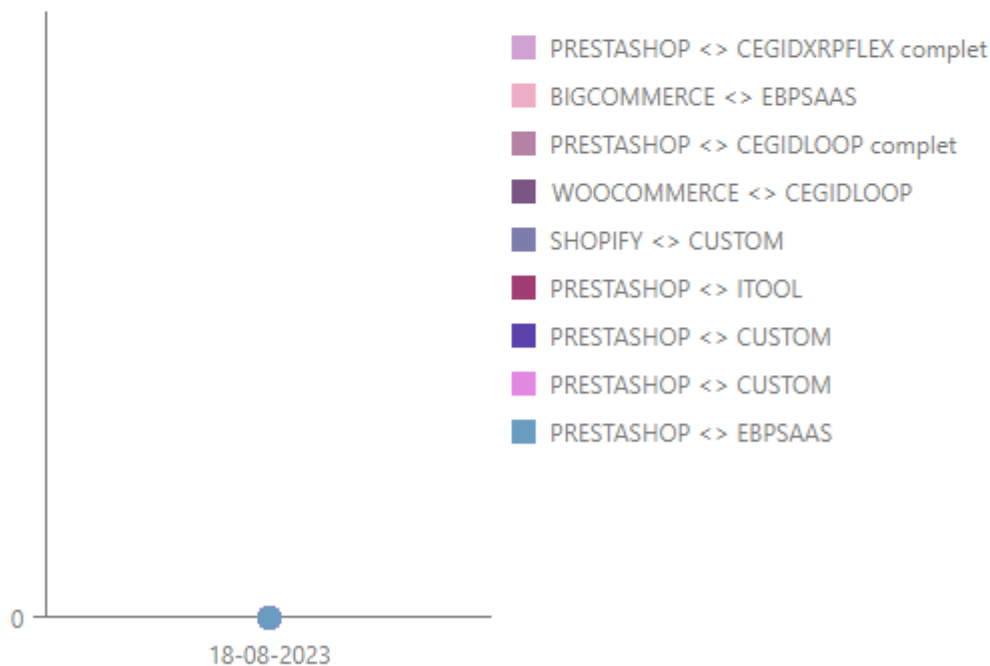 PRESTASHOP <> CEGIDXRPFLEX complet
BIGCOMMERCE <> EBPSAAS
PRESTASHOP <> CEGIDLOOP complet
WOOCOMMERCE <> CEGIDLOOP
SHOPIFY <> CUSTOM
PRESTASHOP <> ITOOL
PRESTASHOP <> CUSTOM
PRESTASHOP <> CUSTOM
PRESTASHOP <> EBPSAAS
0
18-08-2023